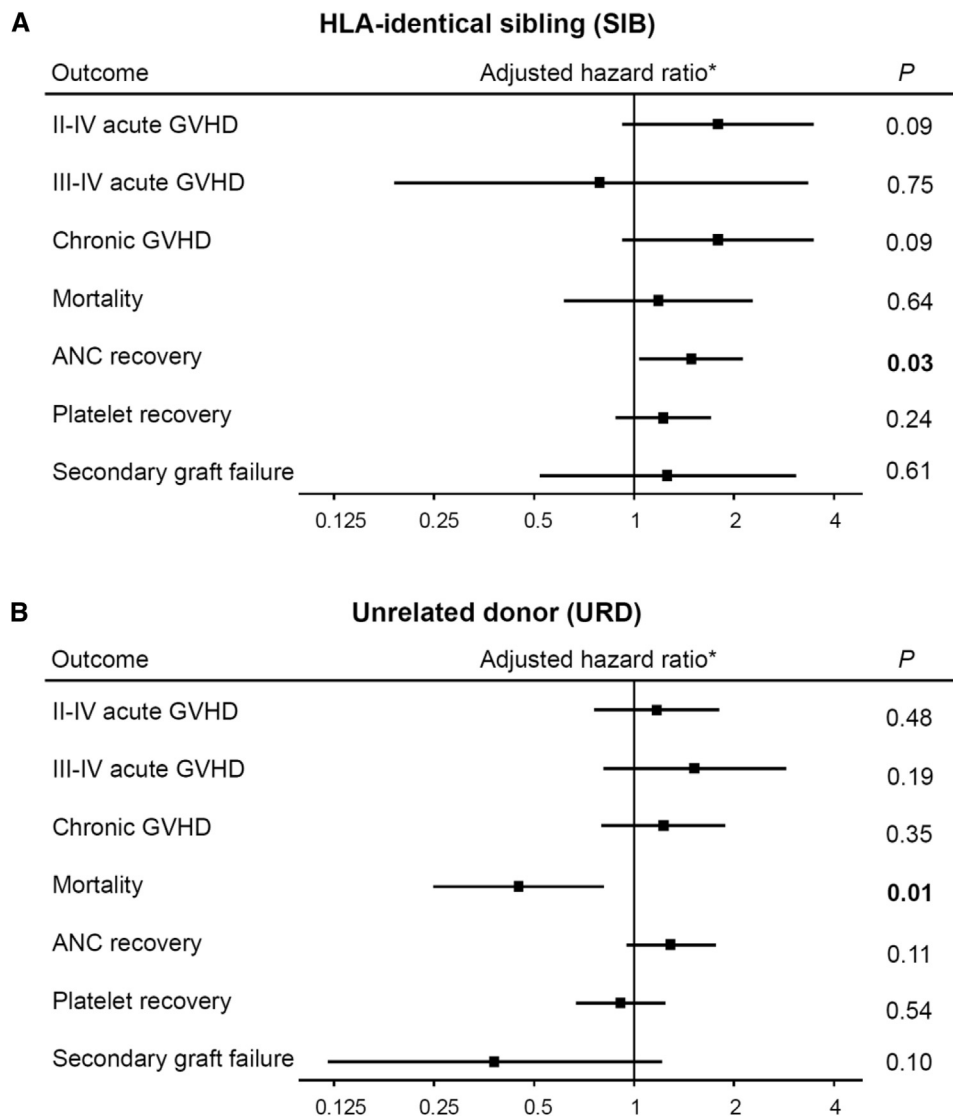 A
HLA-identical sibling (SIB)
Outcome Adjusted hazard ratio* P
II-IV acute GVHD 0.09
III-IV acute GVHD 0.75
Chronic GVHD 0.09
Mortality 0.64
ANC recovery 0.03
Platelet recovery 0.24
Secondary graft failure 0.61
0.125 0.25 0.5 1 2 4
B
Unrelated donor (URD)
Outcome Adjusted hazard ratio* P
II-IV acute GVHD 0.48
III-IV acute GVHD 0.19
Chronic GVHD 0.35
Mortality 0.01
ANC recovery 0.11
Platelet recovery 0.54
Secondary graft failure 0.10
0.125 0.25 0.5 1 2 4